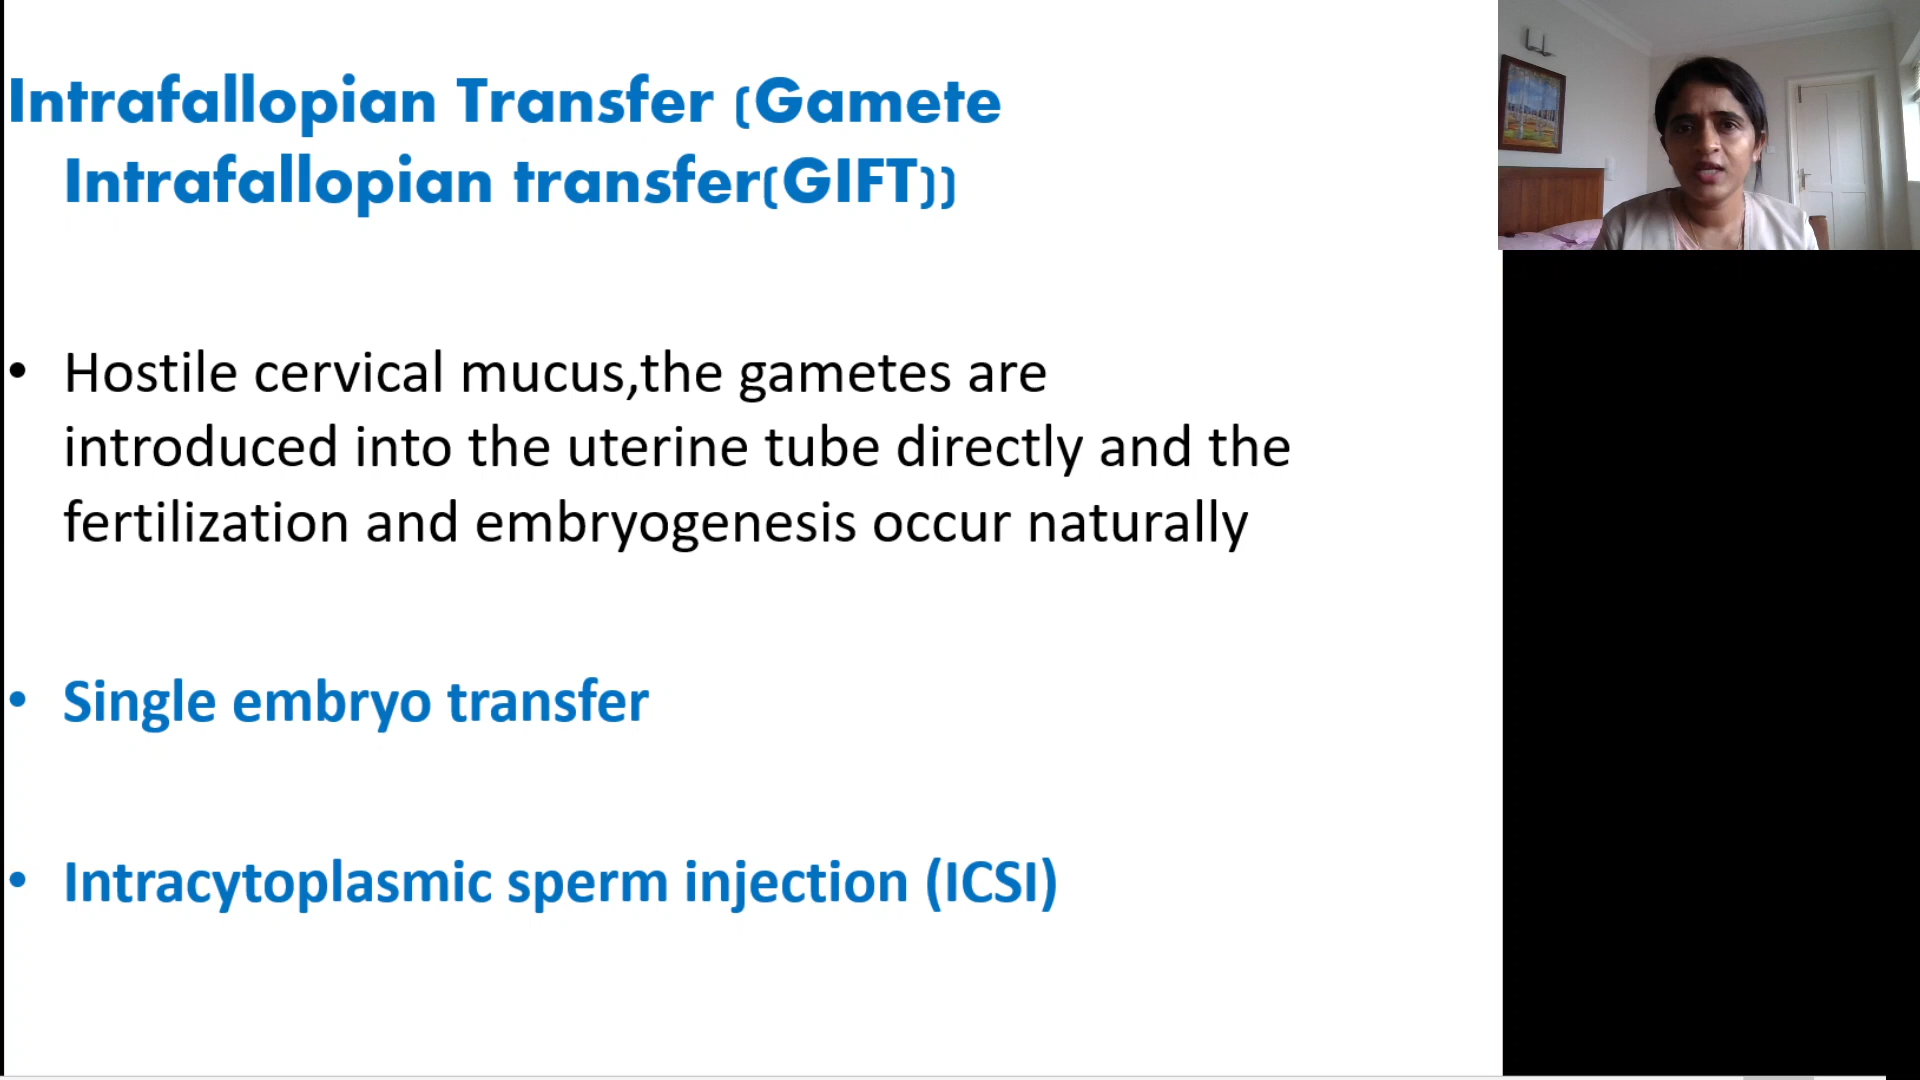 Intrafallopian Transfer (Gamete
Intrafallopian transfer(GIFT))
• Hostile cervical mucus,the gametes are
introduced into the uterine tube directly and the
fertilization and embryogenesis occur naturally
• Single embryo transfer
• Intracytoplasmic sperm injection (ICSI)